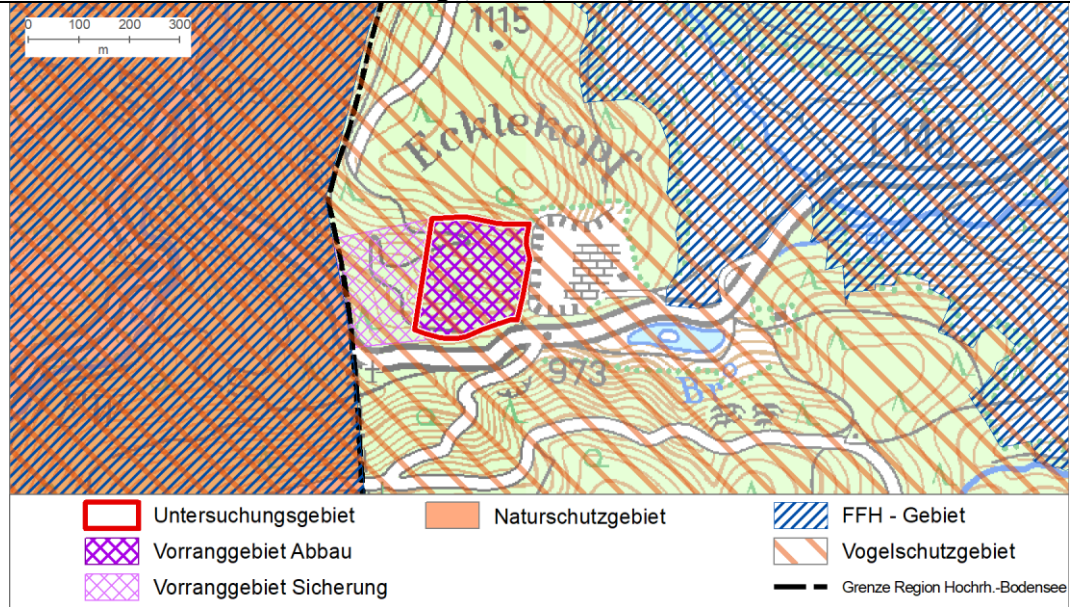 0 100 200 300
m
1115
Ecklekopf
973
Untersuchungsgebiet
Naturschutzgebiet
FFH - Gebiet
Vorranggebiet Abbau
Vogelschutzgebiet
Vorranggebiet Sicherung
Grenze Region Hochrh.-Bodensee